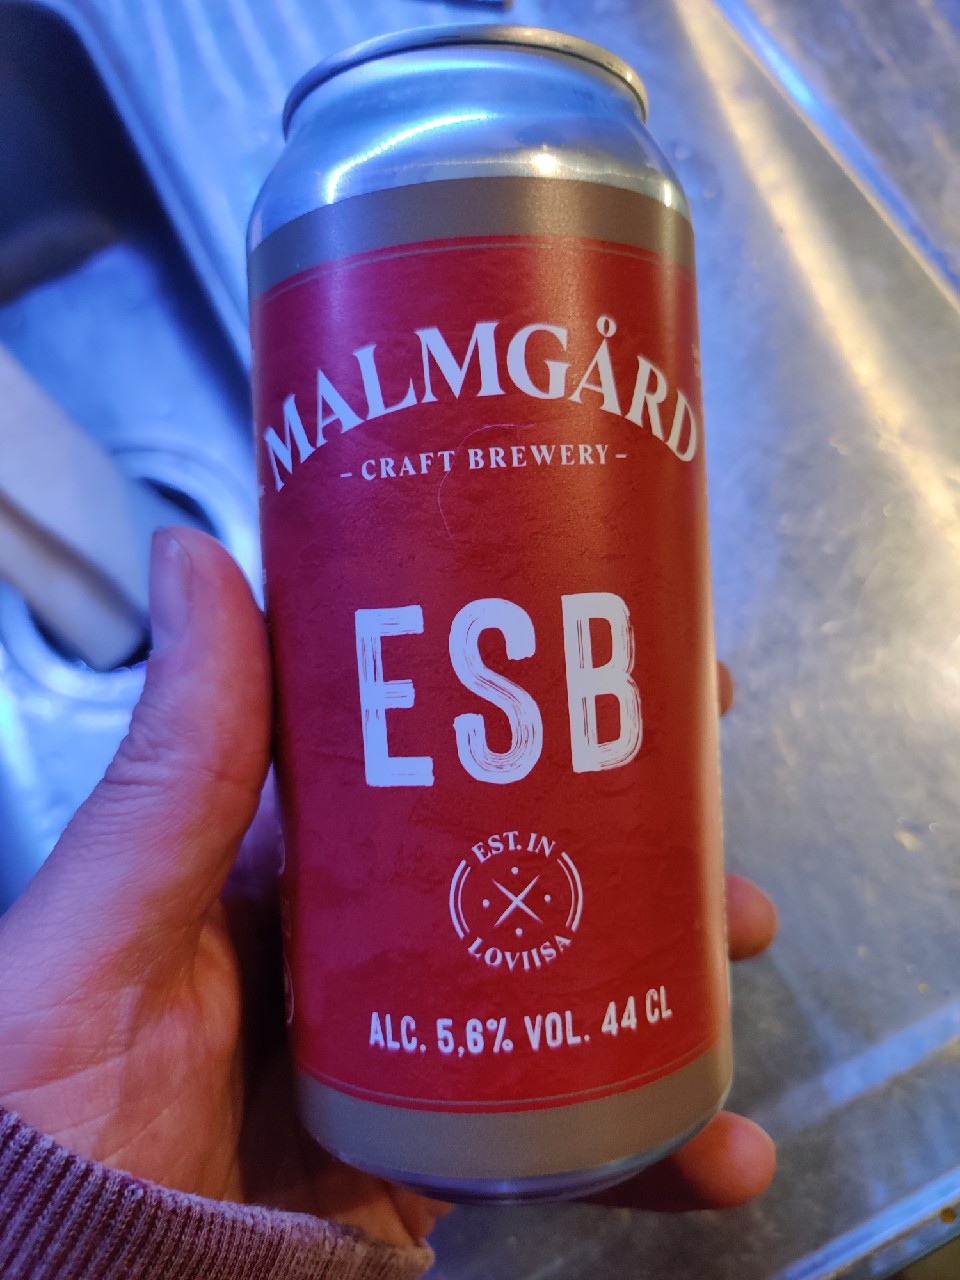 MALMGÅRD
- CRAFT BREWERY -
ESB
EST. IN
LOVIISA
ALC. 5,6% VOL. 44 CL